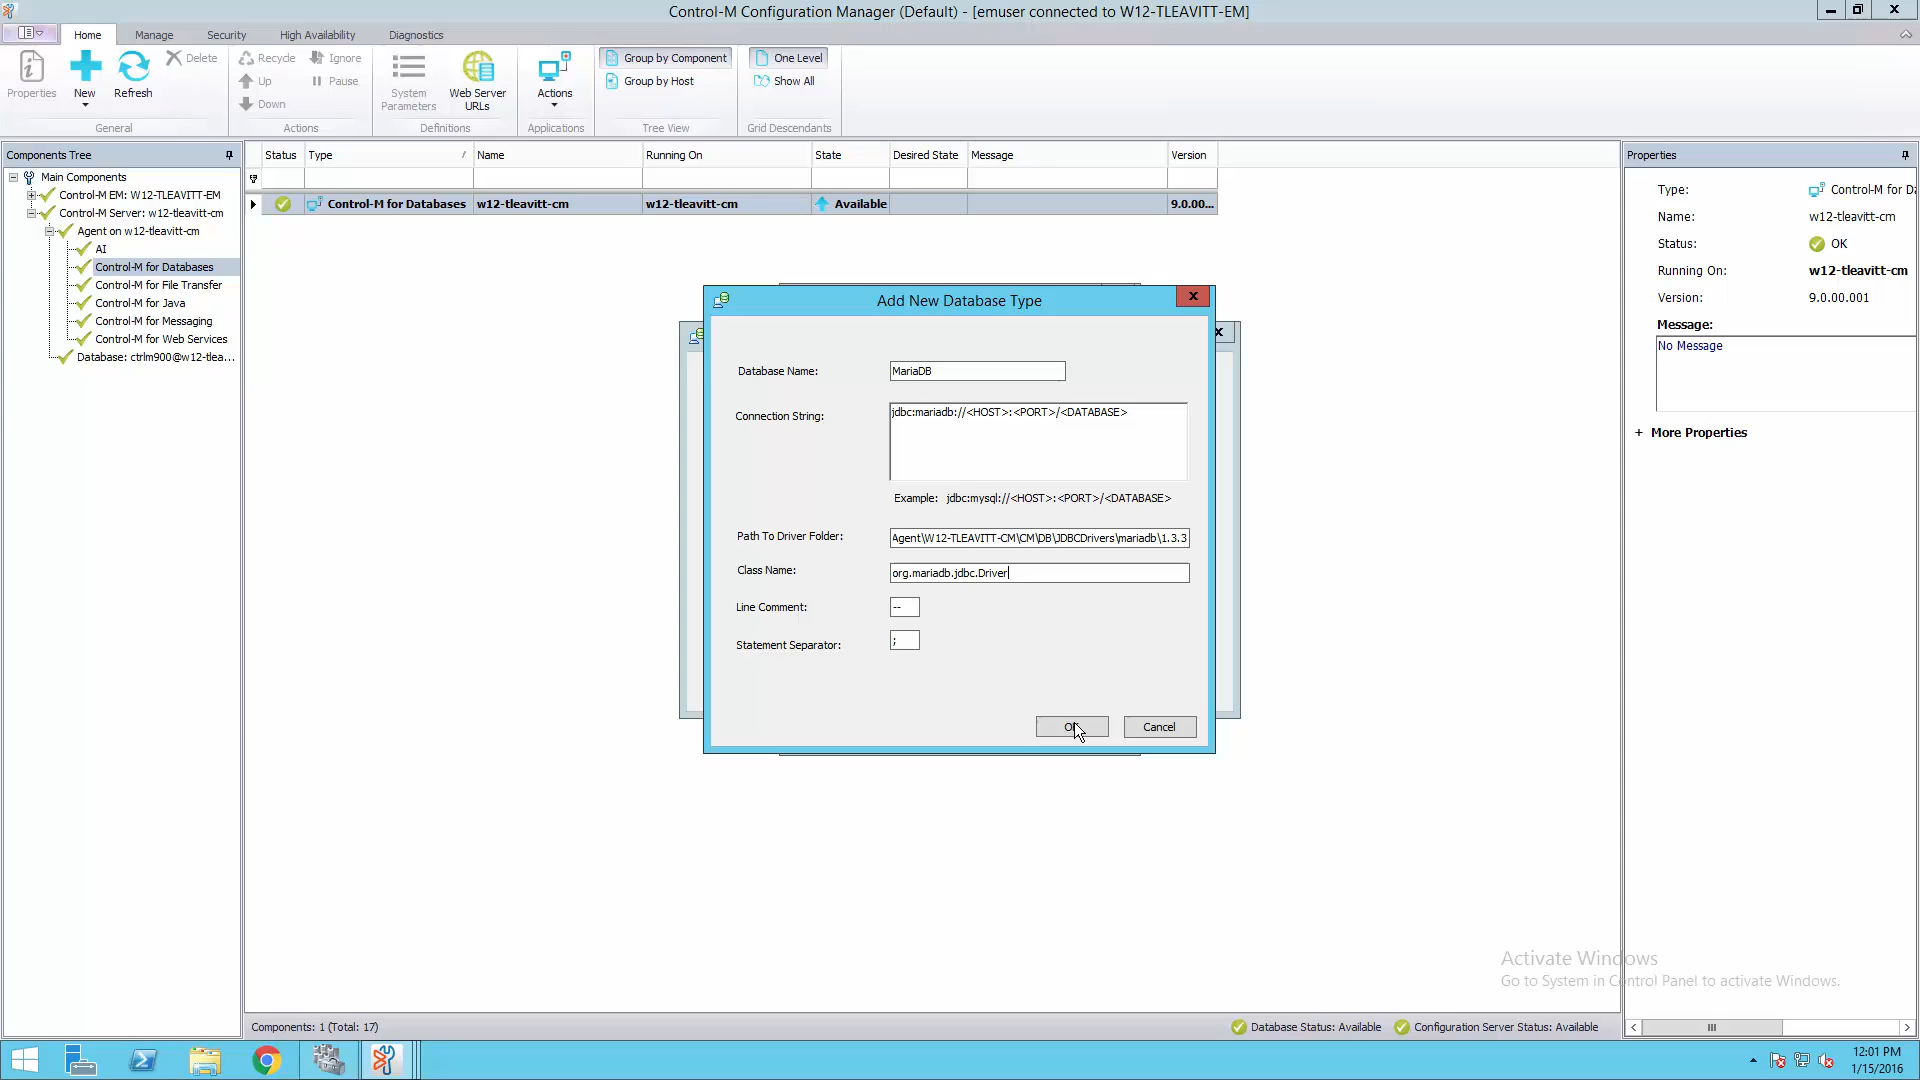 Control-M Configuration Manager (Default) - [emuser connected to W12-TLEAVITT-EM]
Home Manage Security High Availability Diagnostics
Properties
New
Refresh
Delete
General
Recycle Ignore
Up Pause
Down
Actions
System Parameters
Web Server URLs
Definitions
Actions
Applications
Group by Component
Group by Host
Tree View
One Level
Show All
Grid Descendants
Components Tree
Main Components
Control-M EM: W12-TLEAVITT-EM
Control-M Server: w12-tleavitt-cm
Agent on w12-tleavitt-cm
AI
Control-M for Databases
Control-M for File Transfer
Control-M for Java
Control-M for Messaging
Control-M for Web Services
Database: ctrlm900@w12-tlea...
Status Type / Name Running On State Desired State Message Version
Control-M for Databases w12-tleavitt-cm w12-tleavitt-cm Available 9.0.00...
Add New Database Type
Database Name: MariaDB
Connection String: jdbc:mariadb://<HOST>:<PORT>/<DATABASE>
Example: jdbc:mysql://<HOST>:<PORT>/<DATABASE>
Path To Driver Folder: Agent\W12-TLEAVITT-CM\CM\DB\JDBCDrivers\mariadb\1.3.3
Class Name: org.mariadb.jdbc.Driver
Line Comment: --
Statement Separator: ;
OK Cancel
Properties
Type: Control-M for Da
Name: w12-tleavitt-cm
Status: OK
Running On: w12-tleavitt-cm
Version: 9.0.00.001
Message:
No Message
+ More Properties
Activate Windows
Go to System in Control Panel to activate Windows.
Components: 1 (Total: 17)
Database Status: Available Configuration Server Status: Available
12:01 PM
1/15/2016